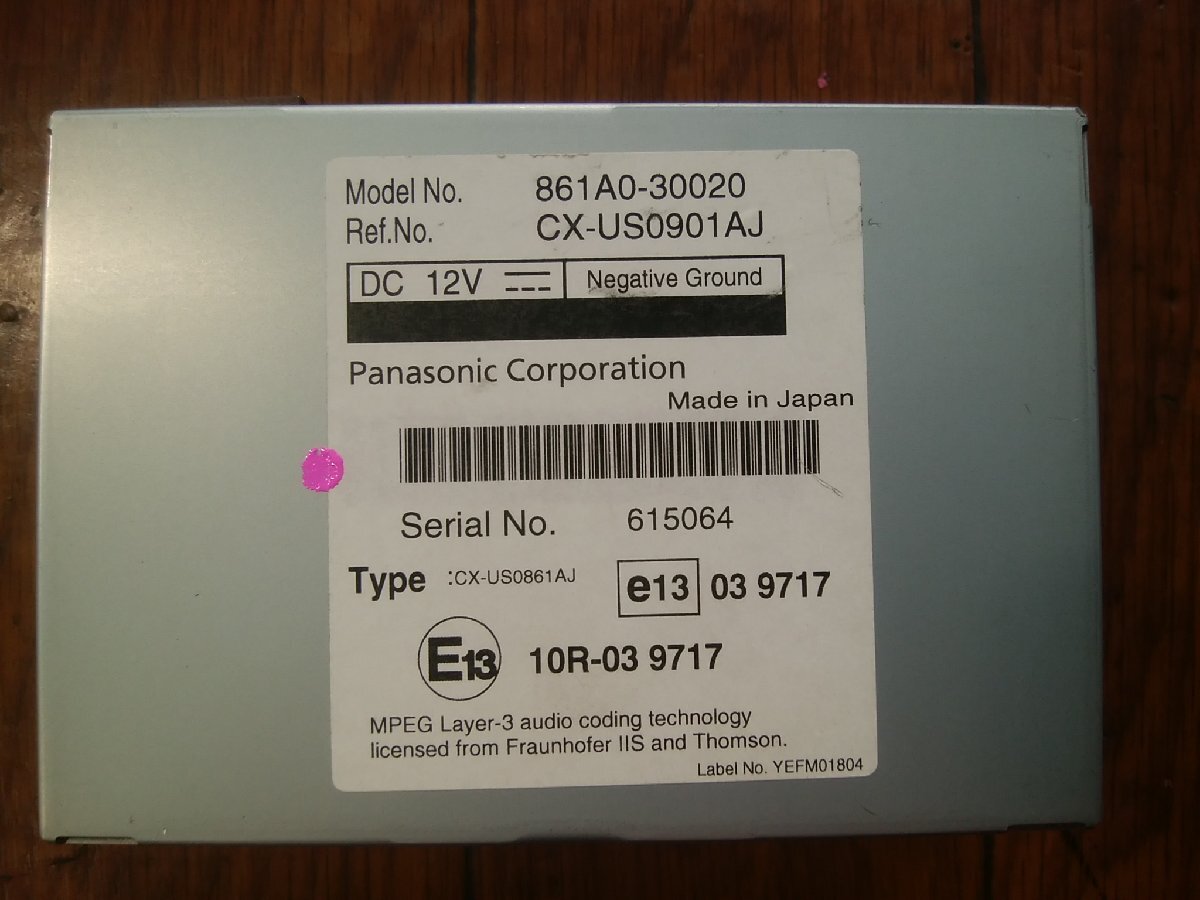 Model No. 861A0-30020
Ref.No. CX-US0901AJ
DC 12V Negative Ground
Panasonic Corporation
Made in Japan
Serial No. 615064
Type :CX-US0861AJ e13 03 9717
E13 10R-03 9717
MPEG Layer-3 audio coding technology
licensed from Fraunhofer IIS and Thomson.
Label No. YEFM01804